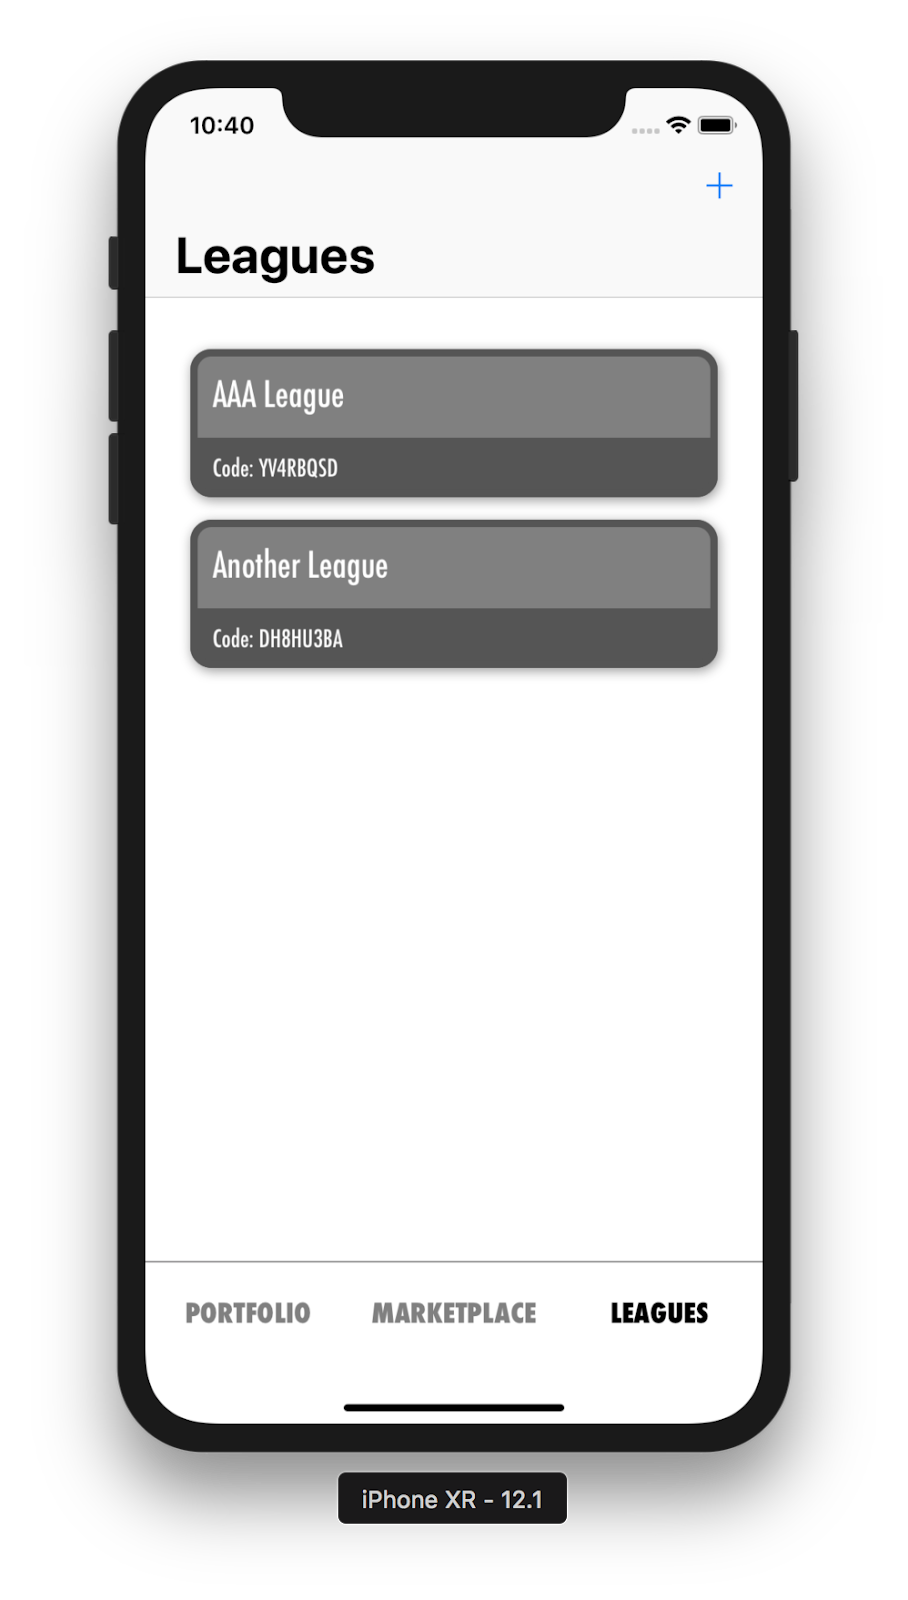 10:40
Leagues
AAA League
Code: YV4RBQSD
Another League
Code: DH8HU3BA
PORTFOLIO MARKETPLACE LEAGUES
iPhone XR - 12.1